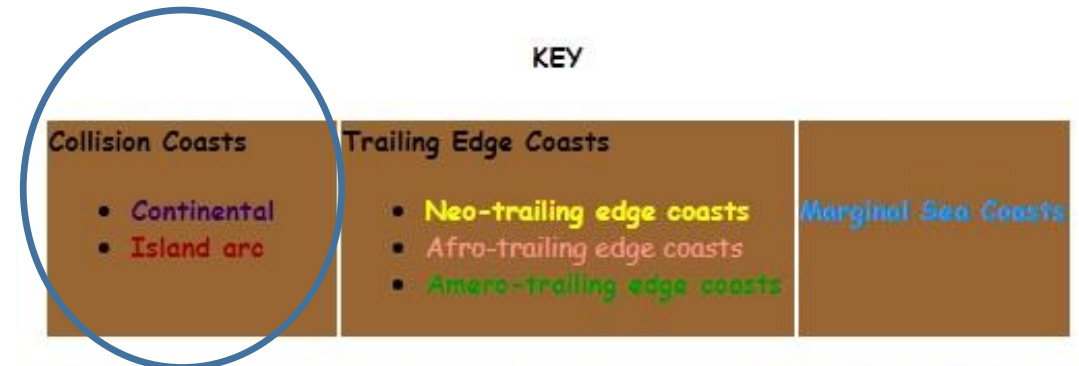 KEY
Collision Coasts
• Continental
• Island arc
Trailing Edge Coasts
• Neo-trailing edge coasts
• Afro-trailing edge coasts
• Amero-trailing edge coasts
Marginal Sea Coasts